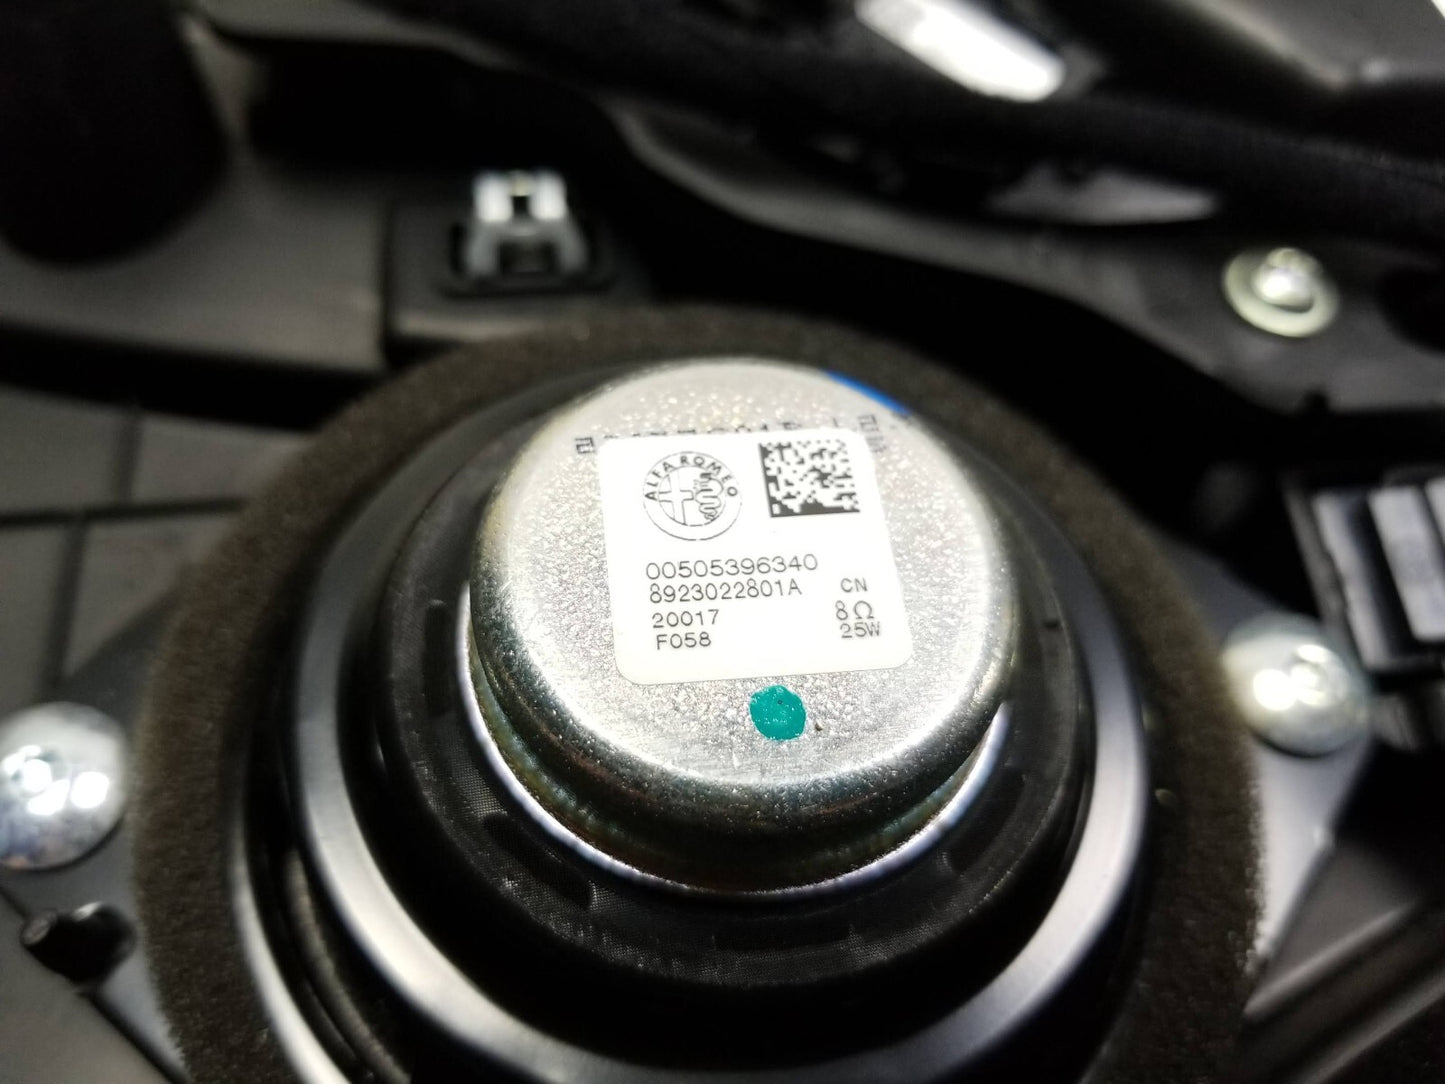 ALFA ROMEO
00505396340
8923022801A CN
20017 8Ω
F058 25W